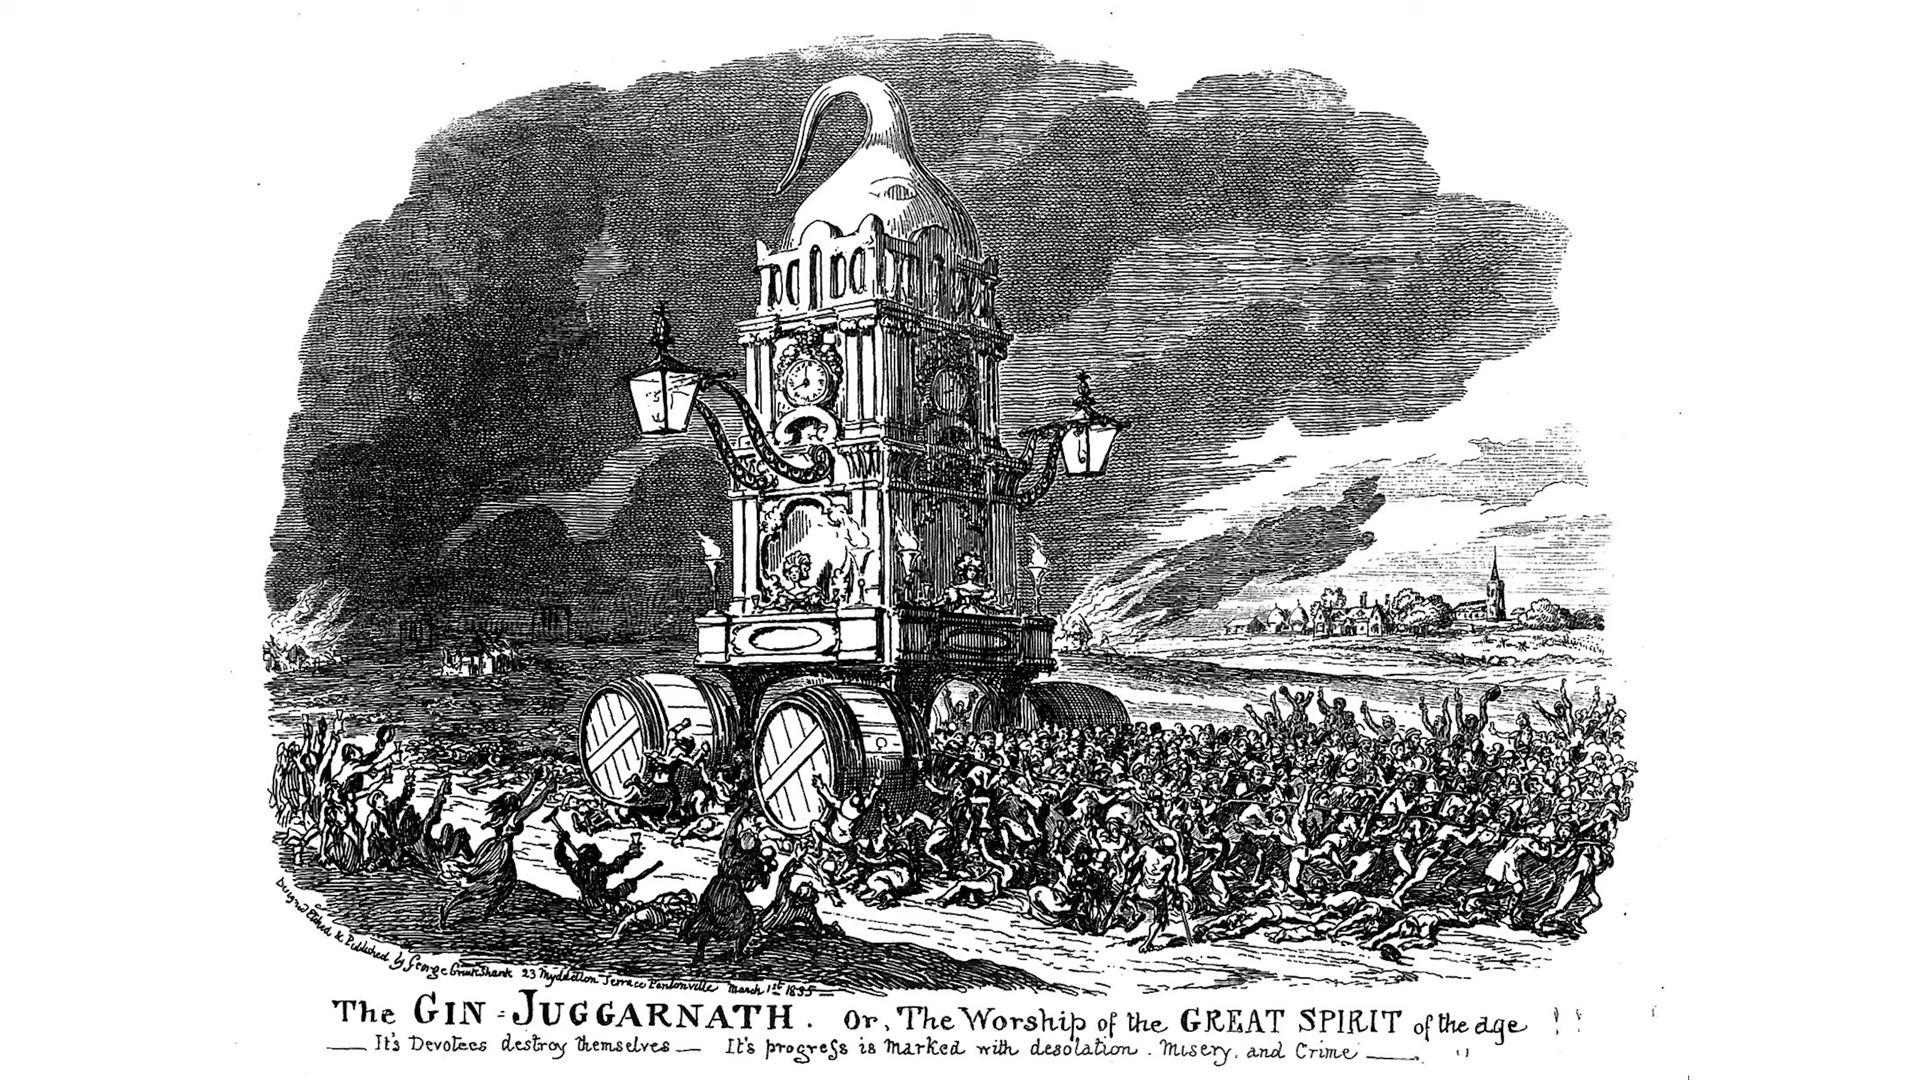 Design'd Etched & Published by George Cruikshank 23 Myddelton Terrace Pentonville March 1st 1835
The GIN-JUGGARNATH. Or, The Worship of the GREAT SPIRIT of the age !!
It's Devotees destroy themselves — It's progress is marked with desolation. Misery, and Crime